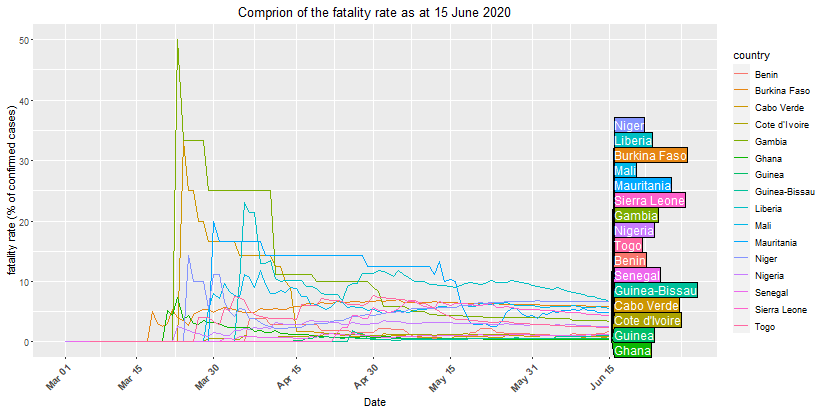 Comprion of the fatality rate as at 15 June 2020
fatality rate (% of confirmed cases)
50
40
30
20
10
0
Niger
Liberia
Burkina Faso
Mali
Mauritania
Sierra Leone
Gambia
Nigeria
Togo
Benin
Senegal
Guinea-Bissau
Cabo Verde
Cote d'Ivoire
Guinea
Ghana
Mar 01
Mar 15
Mar 30
Apr 15
Apr 30
May 15
May 31
Jun 15
Date
country
Benin
Burkina Faso
Cabo Verde
Cote d'Ivoire
Gambia
Ghana
Guinea
Guinea-Bissau
Liberia
Mali
Mauritania
Niger
Nigeria
Senegal
Sierra Leone
Togo